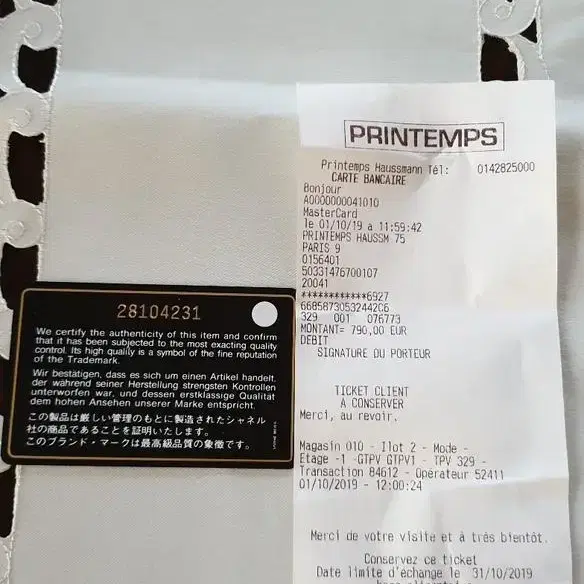 PRINTEMPS
Printemps Haussmann Tél: 0142825000
CARTE BANCAIRE
Bonjour
A0000000041010
MasterCard
le 01/10/19 a 11:59:42
PRINTEMPS HAUSSM 75
PARIS 9
0156401
50331476700107
20041
************6927
66858730532442C6
329 001 076773
MONTANT= 790,00 EUR
DEBIT
SIGNATURE DU PORTEUR
TICKET CLIENT
A CONSERVER
Merci, au revoir.
Magasin 010 - Ilot 2 - Mode -
Etage -1 -GTPV GTPV1 - TPV 329 -
Transaction 84612 - Opérateur 52411
01/10/2019 - 12:00:24
Merci de votre visite et à très bientôt.
Conservez ce ticket
Date limite d'échange le 31/10/2019
28104231
We certify the authenticity of this item and confirm
that it has been subjected to the most exacting quality
control. Its high quality is a symbol of the fine reputation
of the Trademark.
Wir bestätigen, dass es sich um einen Artikel handelt,
der während seiner Herstellung strengsten Kontrollen
unterworfen war, und dessen erstklassige Qualität
dem hohen Ansehen unserer Marke entspricht.
この製品は厳しい管理のもとに製造されたシャネル
社の商品であることを証明いたします。
このブランド・マークは最高級品質の象徴です。